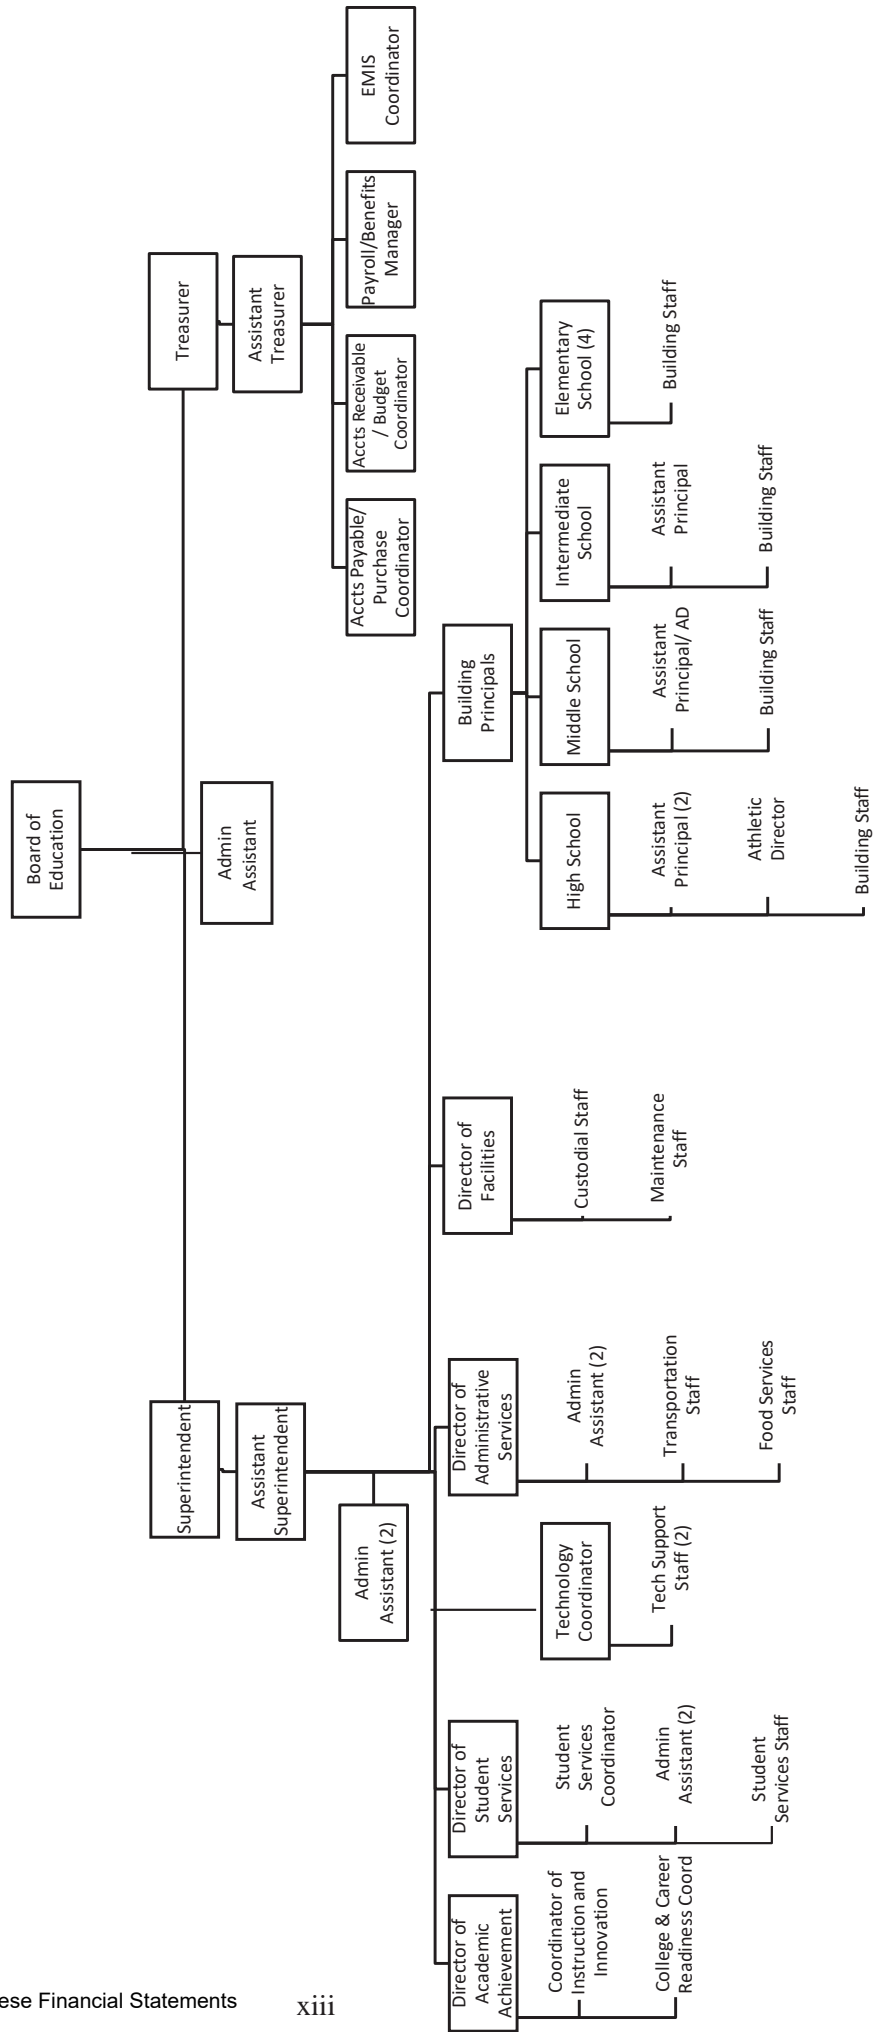 Board of
Education
Admin
Assistant
Superintendent
Assistant
Superintendent
Admin
Assistant (2)
Treasurer
Assistant
Treasurer
Accts Payable/
Purchase
Coordinator
Accts Receivable
/ Budget
Coordinator
Payroll/Benefits
Manager
EMIS
Coordinator
Director of
Academic
Achievement
Coordinator of
Instruction and
Innovation
College & Career
Readiness Coord
Director of
Student
Services
Student
Services
Coordinator
Admin
Assistant (2)
Student
Services Staff
Technology
Coordinator
Tech Support
Staff (2)
Director of
Administrative
Services
Admin
Assistant (2)
Transportation
Staff
Food Services
Staff
Director of
Facilities
Custodial Staff
Maintenance
Staff
Building
Principals
High School
Assistant
Principal (2)
Athletic
Director
Building Staff
Middle School
Assistant
Principal/ AD
Building Staff
Intermediate
School
Assistant
Principal
Building Staff
Elementary
School (4)
Building Staff
ese Financial Statements
xiii